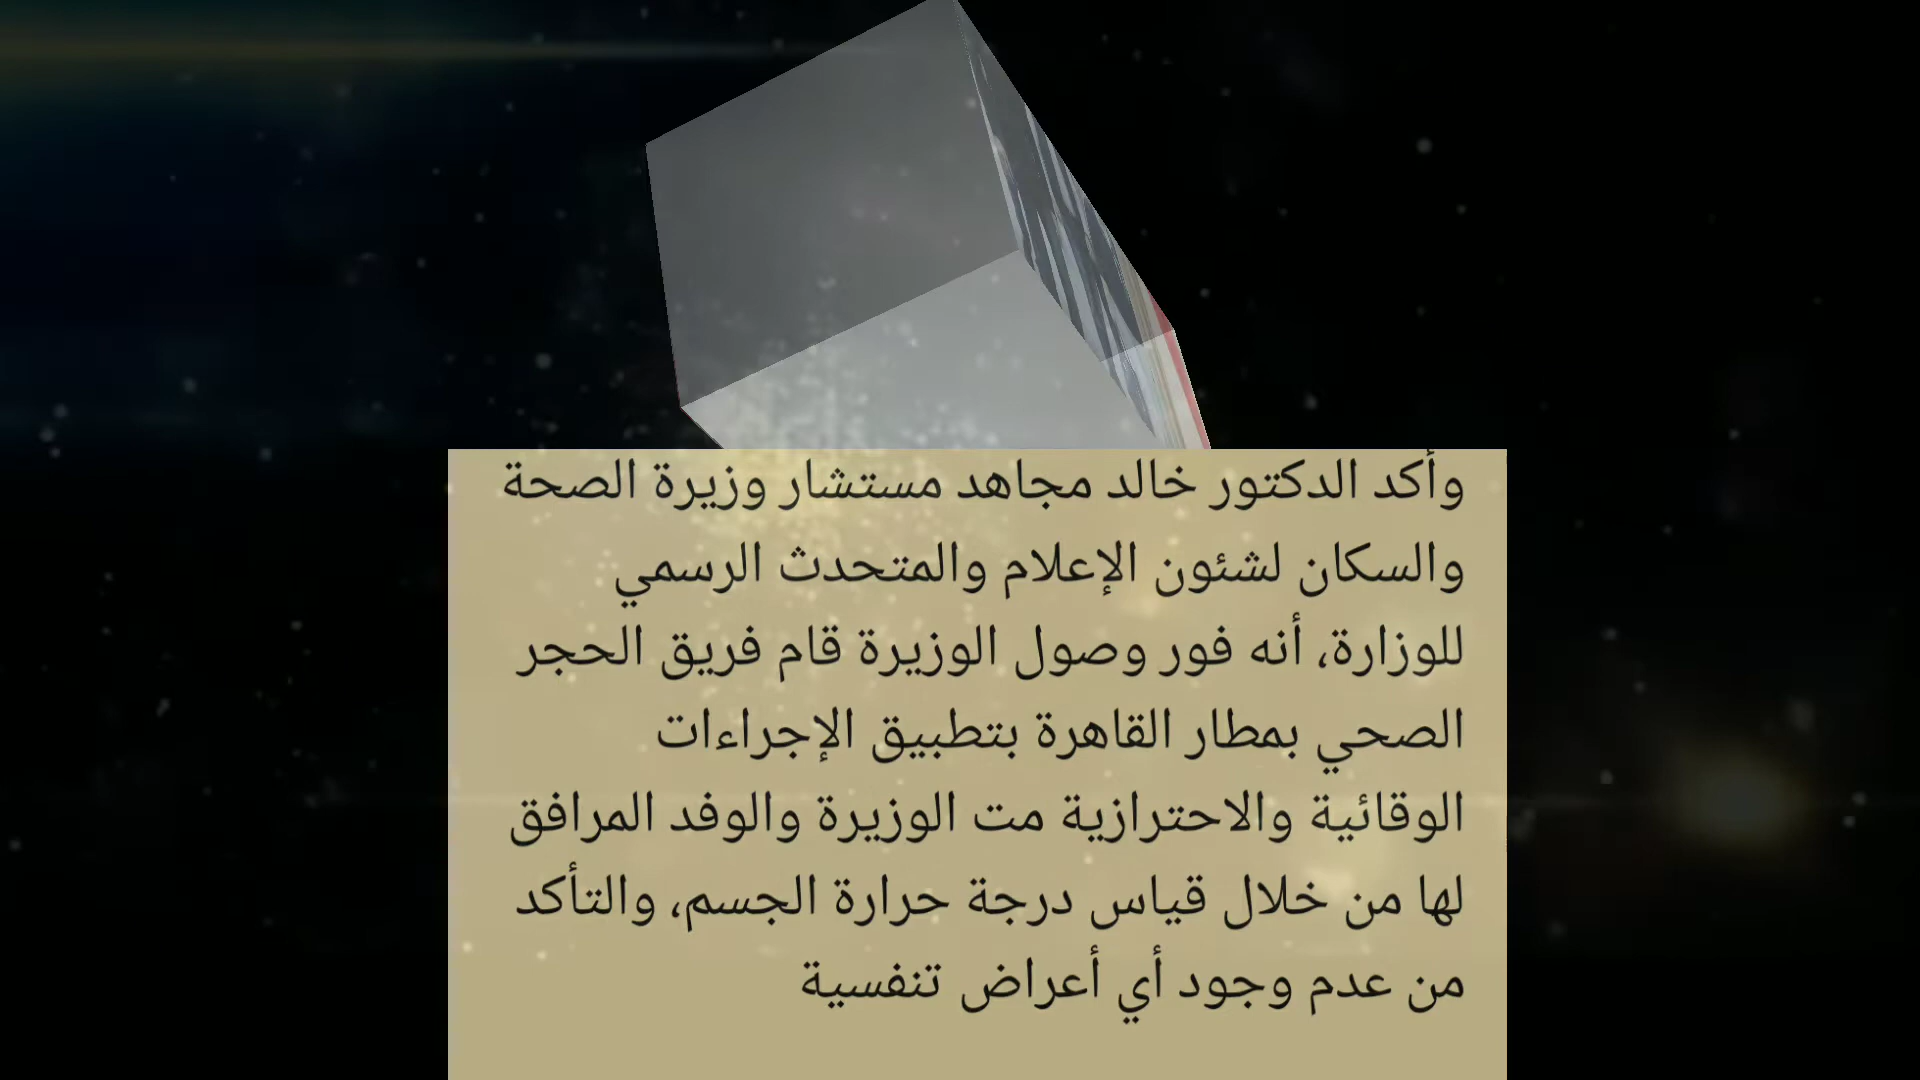 وأكد الدكتور خالد مجاهد مستشار وزيرة الصحة
والسكان لشئون الإعلام والمتحدث الرسمي
للوزارة، أنه فور وصول الوزيرة قام فريق الحجر
الصحي بمطار القاهرة بتطبيق الإجراءات
الوقائية والاحترازية مت الوزيرة والوفد المرافق
لها من خلال قياس درجة حرارة الجسم، والتأكد
من عدم وجود أي أعراض تنفسية